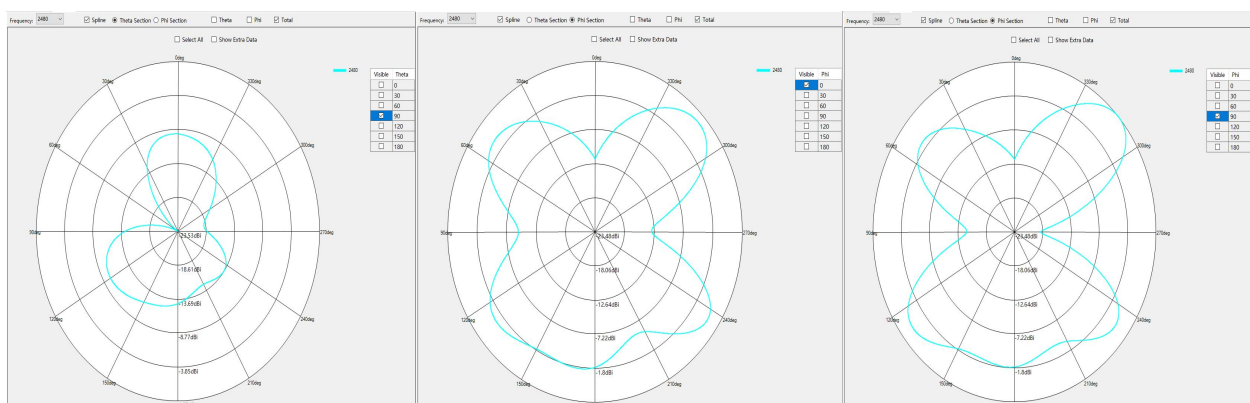 Frequency: 2480 Spline Theta Section Phi Section Theta Phi Total
Select All Show Extra Data
2480
Visible Theta
0
30
60
90
120
150
180
0deg
30deg
330deg
60deg
300deg
90deg
270deg
120deg
240deg
150deg
210deg
-23.53dBi
-18.61dBi
-13.69dBi
-8.77dBi
-3.85dBi
Frequency: 2480 Spline Theta Section Phi Section Theta Phi Total
Select All Show Extra Data
2480
Visible Phi
0
30
60
90
120
150
180
0deg
30deg
330deg
60deg
300deg
90deg
270deg
120deg
240deg
150deg
210deg
-23.48dBi
-18.06dBi
-12.64dBi
-7.22dBi
-1.8dBi
Frequency: 2480 Spline Theta Section Phi Section Theta Phi Total
Select All Show Extra Data
2480
Visible Phi
0
30
60
90
120
150
180
0deg
30deg
330deg
60deg
300deg
90deg
270deg
120deg
240deg
150deg
210deg
-23.48dBi
-18.06dBi
-12.64dBi
-7.22dBi
-1.8dBi